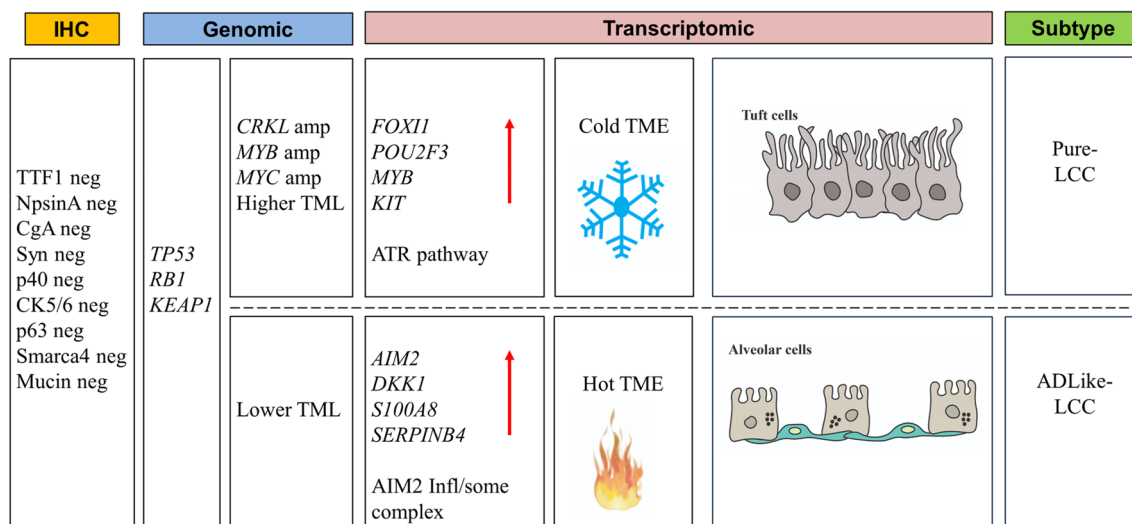 IHC
Genomic
Transcriptomic
Subtype
TTF1 neg
NpsinA neg
CgA neg
Syn neg
p40 neg
CK5/6 neg
p63 neg
Smarca4 neg
Mucin neg
TP53
RB1
KEAP1
CRKL amp
MYB amp
MYC amp
Higher TML
FOXI1
POU2F3
MYB
KIT
ATR pathway
Cold TME
Tuft cells
Pure-
LCC
Lower TML
AIM2
DKK1
S100A8
SERPINB4
AIM2 Infl/some
complex
Hot TME
Alveolar cells
ADLike-
LCC